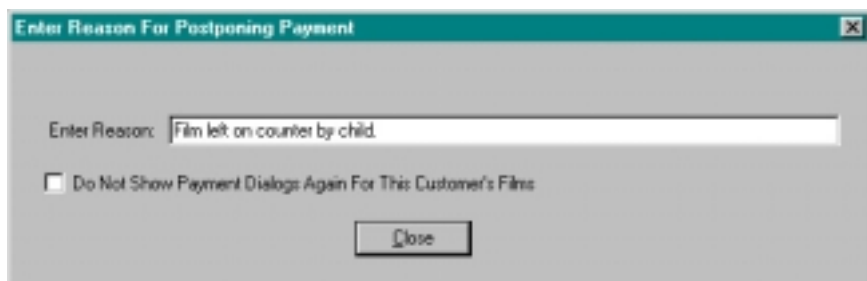 Enter Reason For Postponing Payment
Enter Reason: Film left on counter by child.
Do Not Show Payment Dialogs Again For This Customer's Films
Close